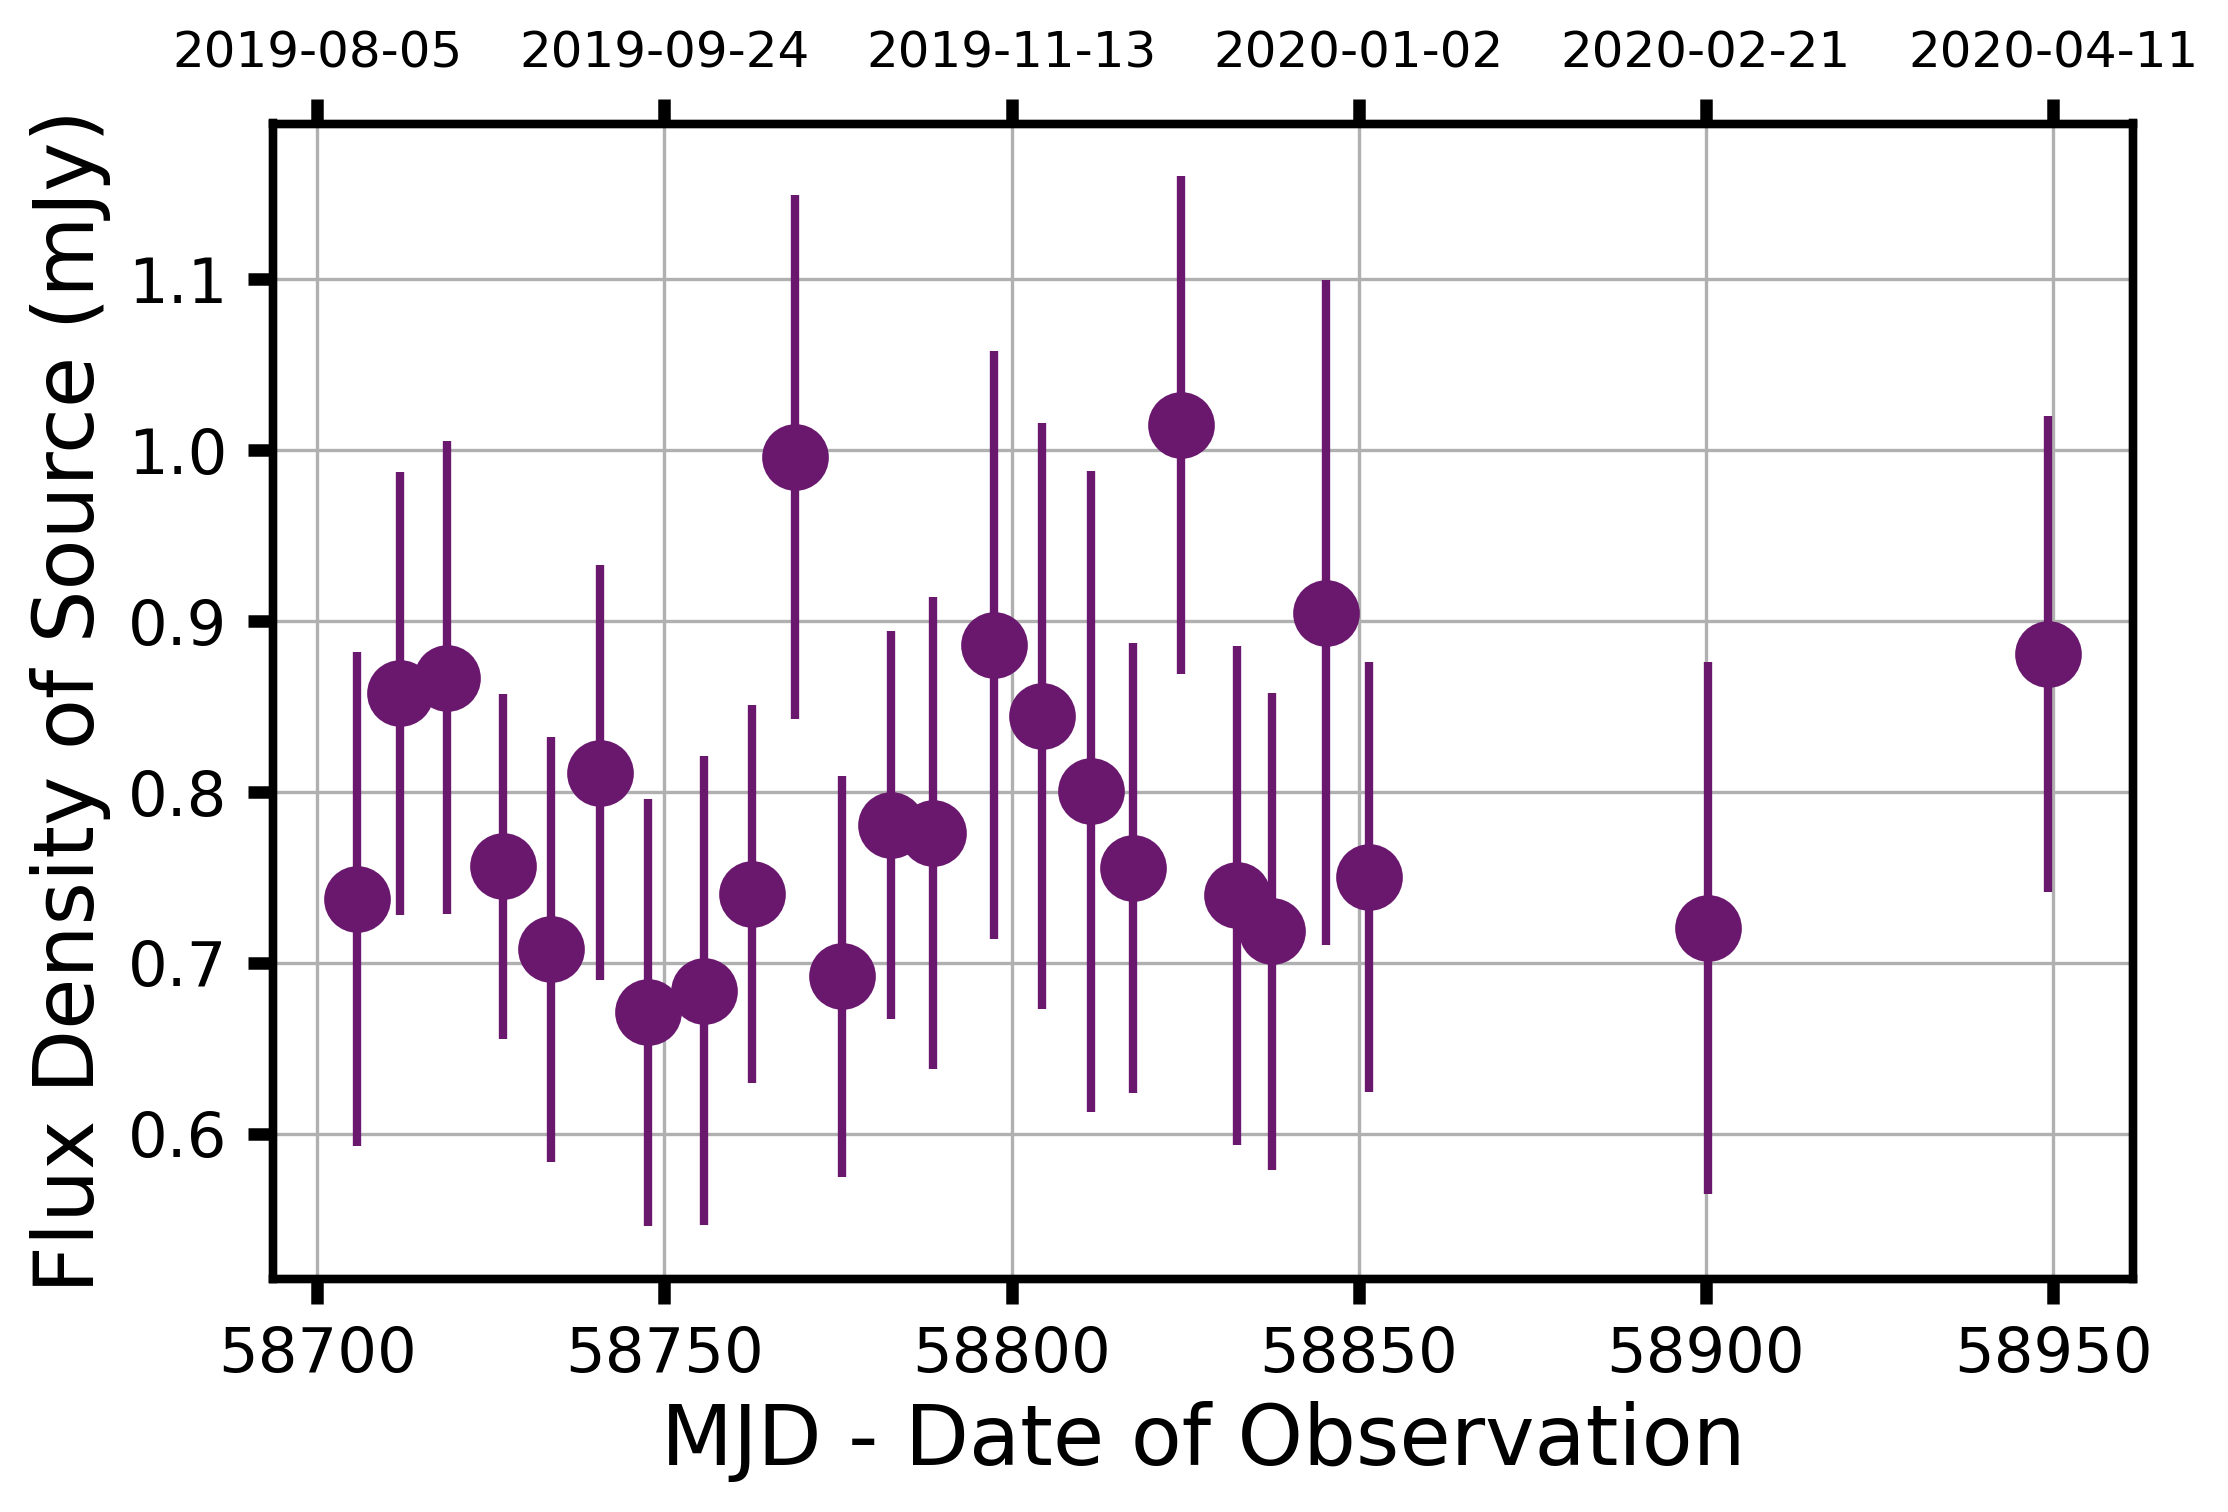 2019-08-05 2019-09-24 2019-11-13 2020-01-02 2020-02-21 2020-04-11
Flux Density of Source (mJy)
1.1
1.0
0.9
0.8
0.7
0.6
58700 58750 58800 58850 58900 58950
MJD - Date of Observation